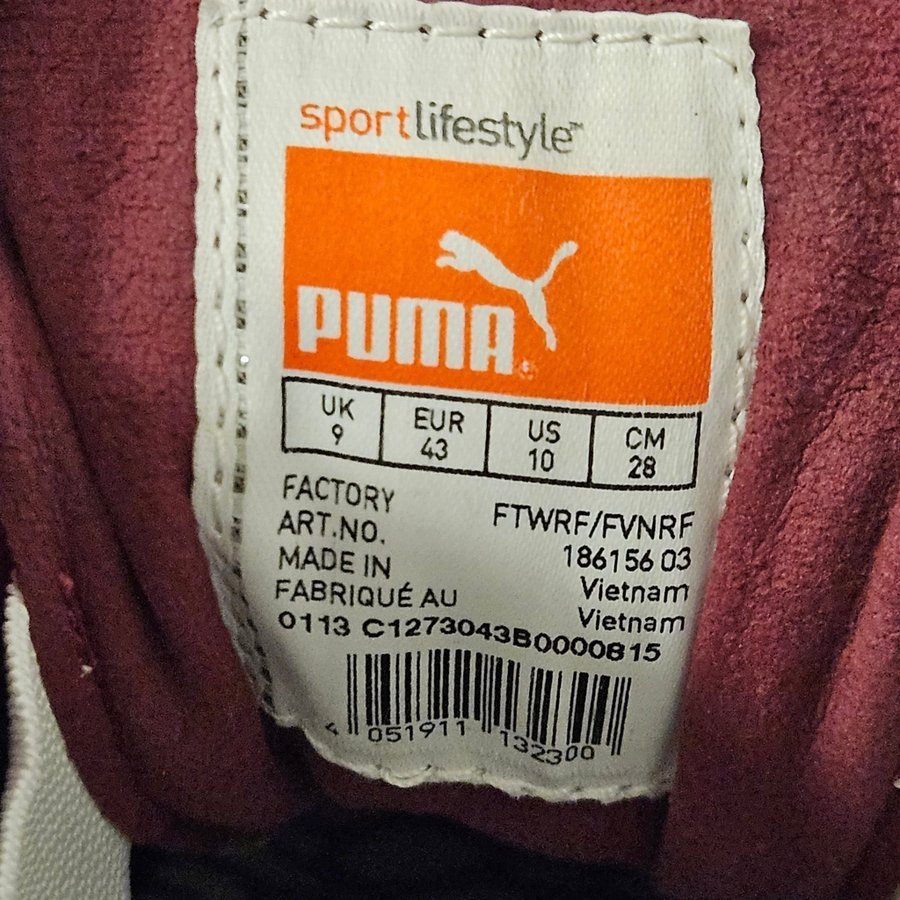 sportlifestyle™
PUMA®
UK EUR US CM
9 43 10 28
FACTORY FTWRF/FVNRF
ART.NO. 186156 03
MADE IN Vietnam
FABRIQUÉ AU Vietnam
0113 C1273043B0000815
4 051911 132300